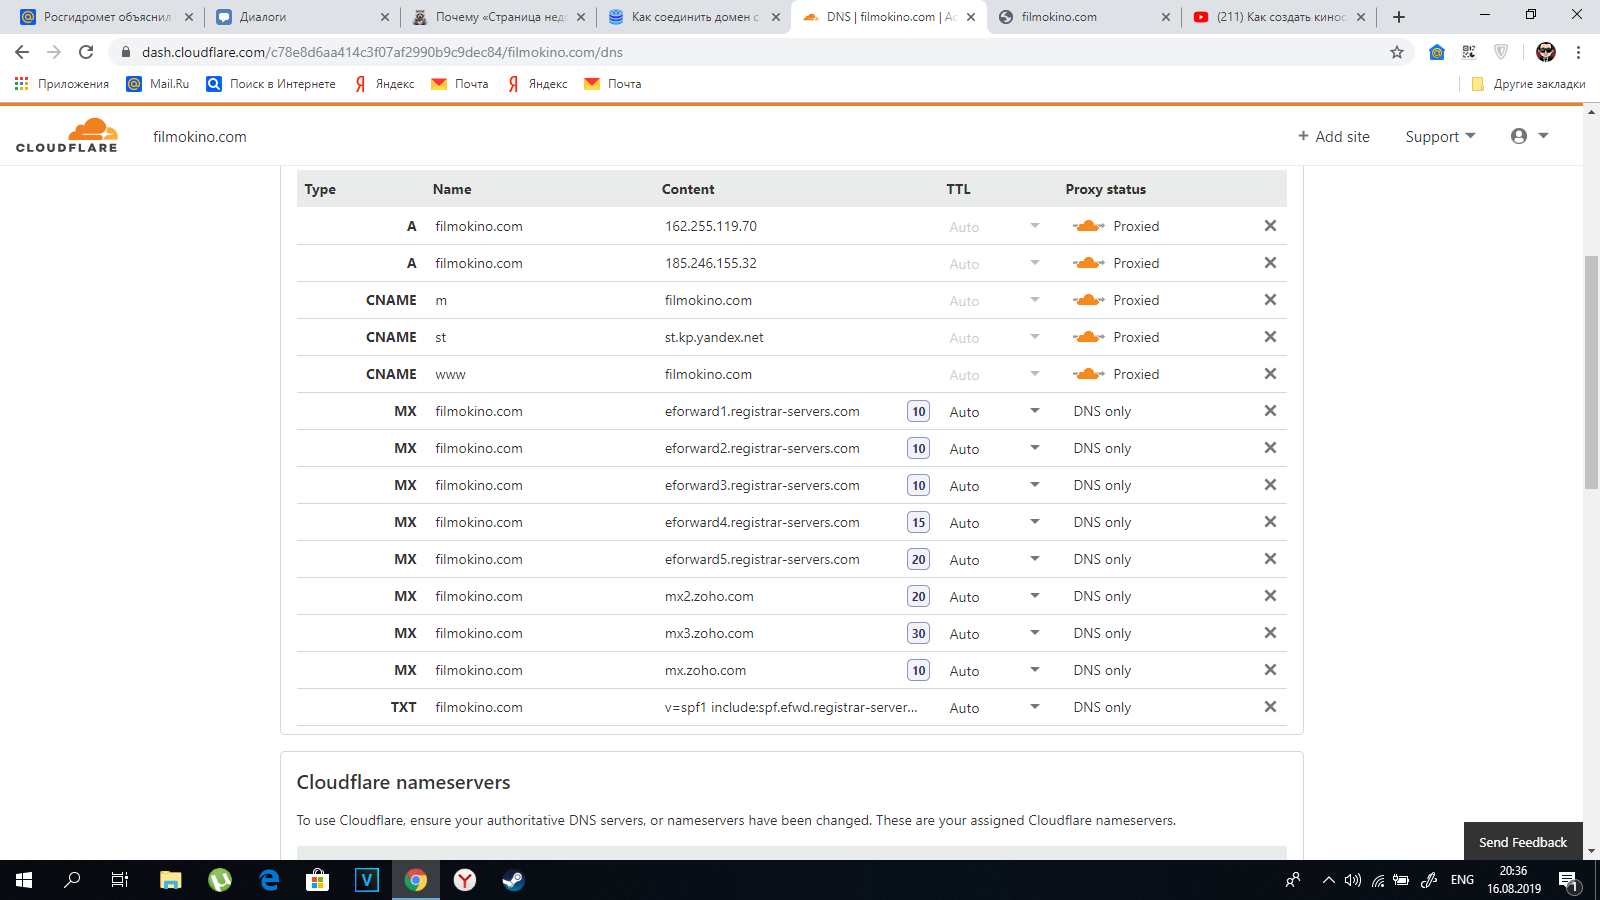 Росгидромет объяснил
Диалоги
Почему «Страница недо
Как соединить домен с
DNS | filmokino.com | Ac
filmokino.com
(211) Как создать кинос
dash.cloudflare.com/c78e8d6aa414c3f07af2990b9c9dec84/filmokino.com/dns
Приложения
Mail.Ru
Поиск в Интернете
Яндекс
Почта
Яндекс
Почта
Другие закладки
CLOUDFLARE
filmokino.com
+ Add site
Support
Type Name Content TTL Proxy status
A filmokino.com 162.255.119.70 Auto Proxied
A filmokino.com 185.246.155.32 Auto Proxied
CNAME m filmokino.com Auto Proxied
CNAME st st.kp.yandex.net Auto Proxied
CNAME www filmokino.com Auto Proxied
MX filmokino.com eforward1.registrar-servers.com 10 Auto DNS only
MX filmokino.com eforward2.registrar-servers.com 10 Auto DNS only
MX filmokino.com eforward3.registrar-servers.com 10 Auto DNS only
MX filmokino.com eforward4.registrar-servers.com 15 Auto DNS only
MX filmokino.com eforward5.registrar-servers.com 20 Auto DNS only
MX filmokino.com mx2.zoho.com 20 Auto DNS only
MX filmokino.com mx3.zoho.com 30 Auto DNS only
MX filmokino.com mx.zoho.com 10 Auto DNS only
TXT filmokino.com v=spf1 include:spf.efwd.registrar-server... Auto DNS only
Cloudflare nameservers
To use Cloudflare, ensure your authoritative DNS servers, or nameservers have been changed. These are your assigned Cloudflare nameservers.
Send Feedback
ENG
20:36
16.08.2019
1